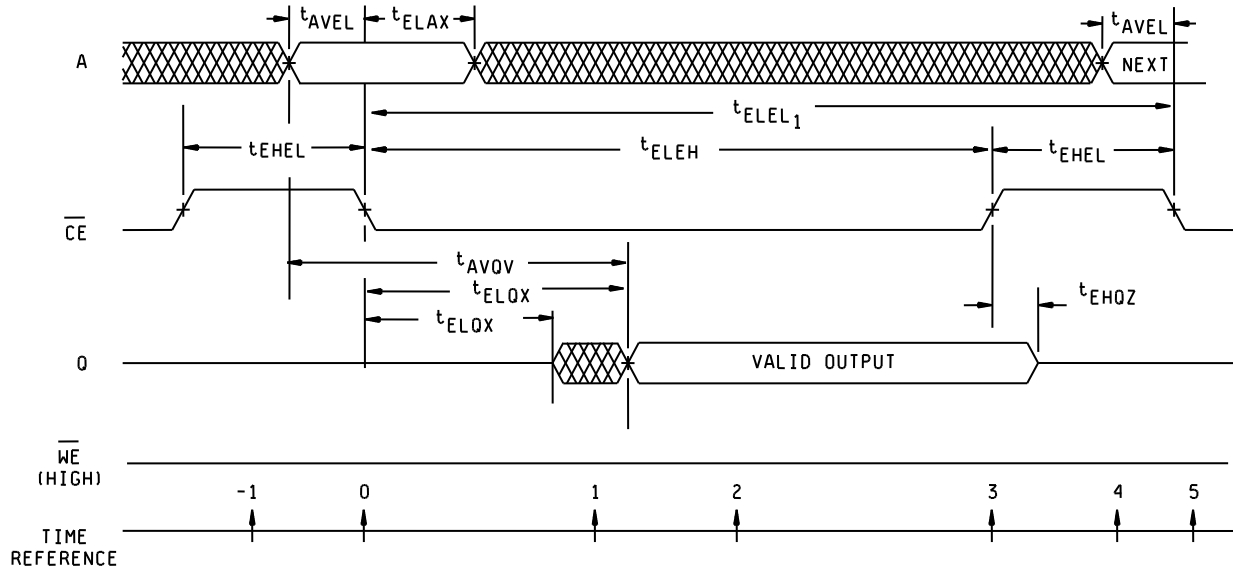 tAVEL tELAX tAVEL
A NEXT
tELEL1
tEHEL tELEH tEHEL
CE
tAVQV
tELQX tEHQZ
tELQX
Q VALID OUTPUT
WE
(HIGH)
-1 0 1 2 3 4 5
TIME
REFERENCE